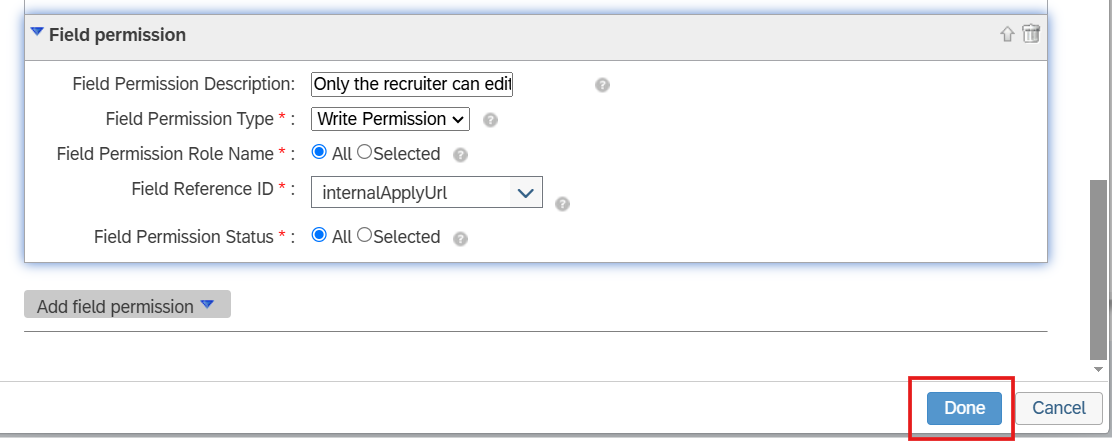 Field permission
Field Permission Description: Only the recruiter can edit
Field Permission Type * : Write Permission
Field Permission Role Name * : All Selected
Field Reference ID * : internalApplyUrl
Field Permission Status * : All Selected
Add field permission
Done Cancel